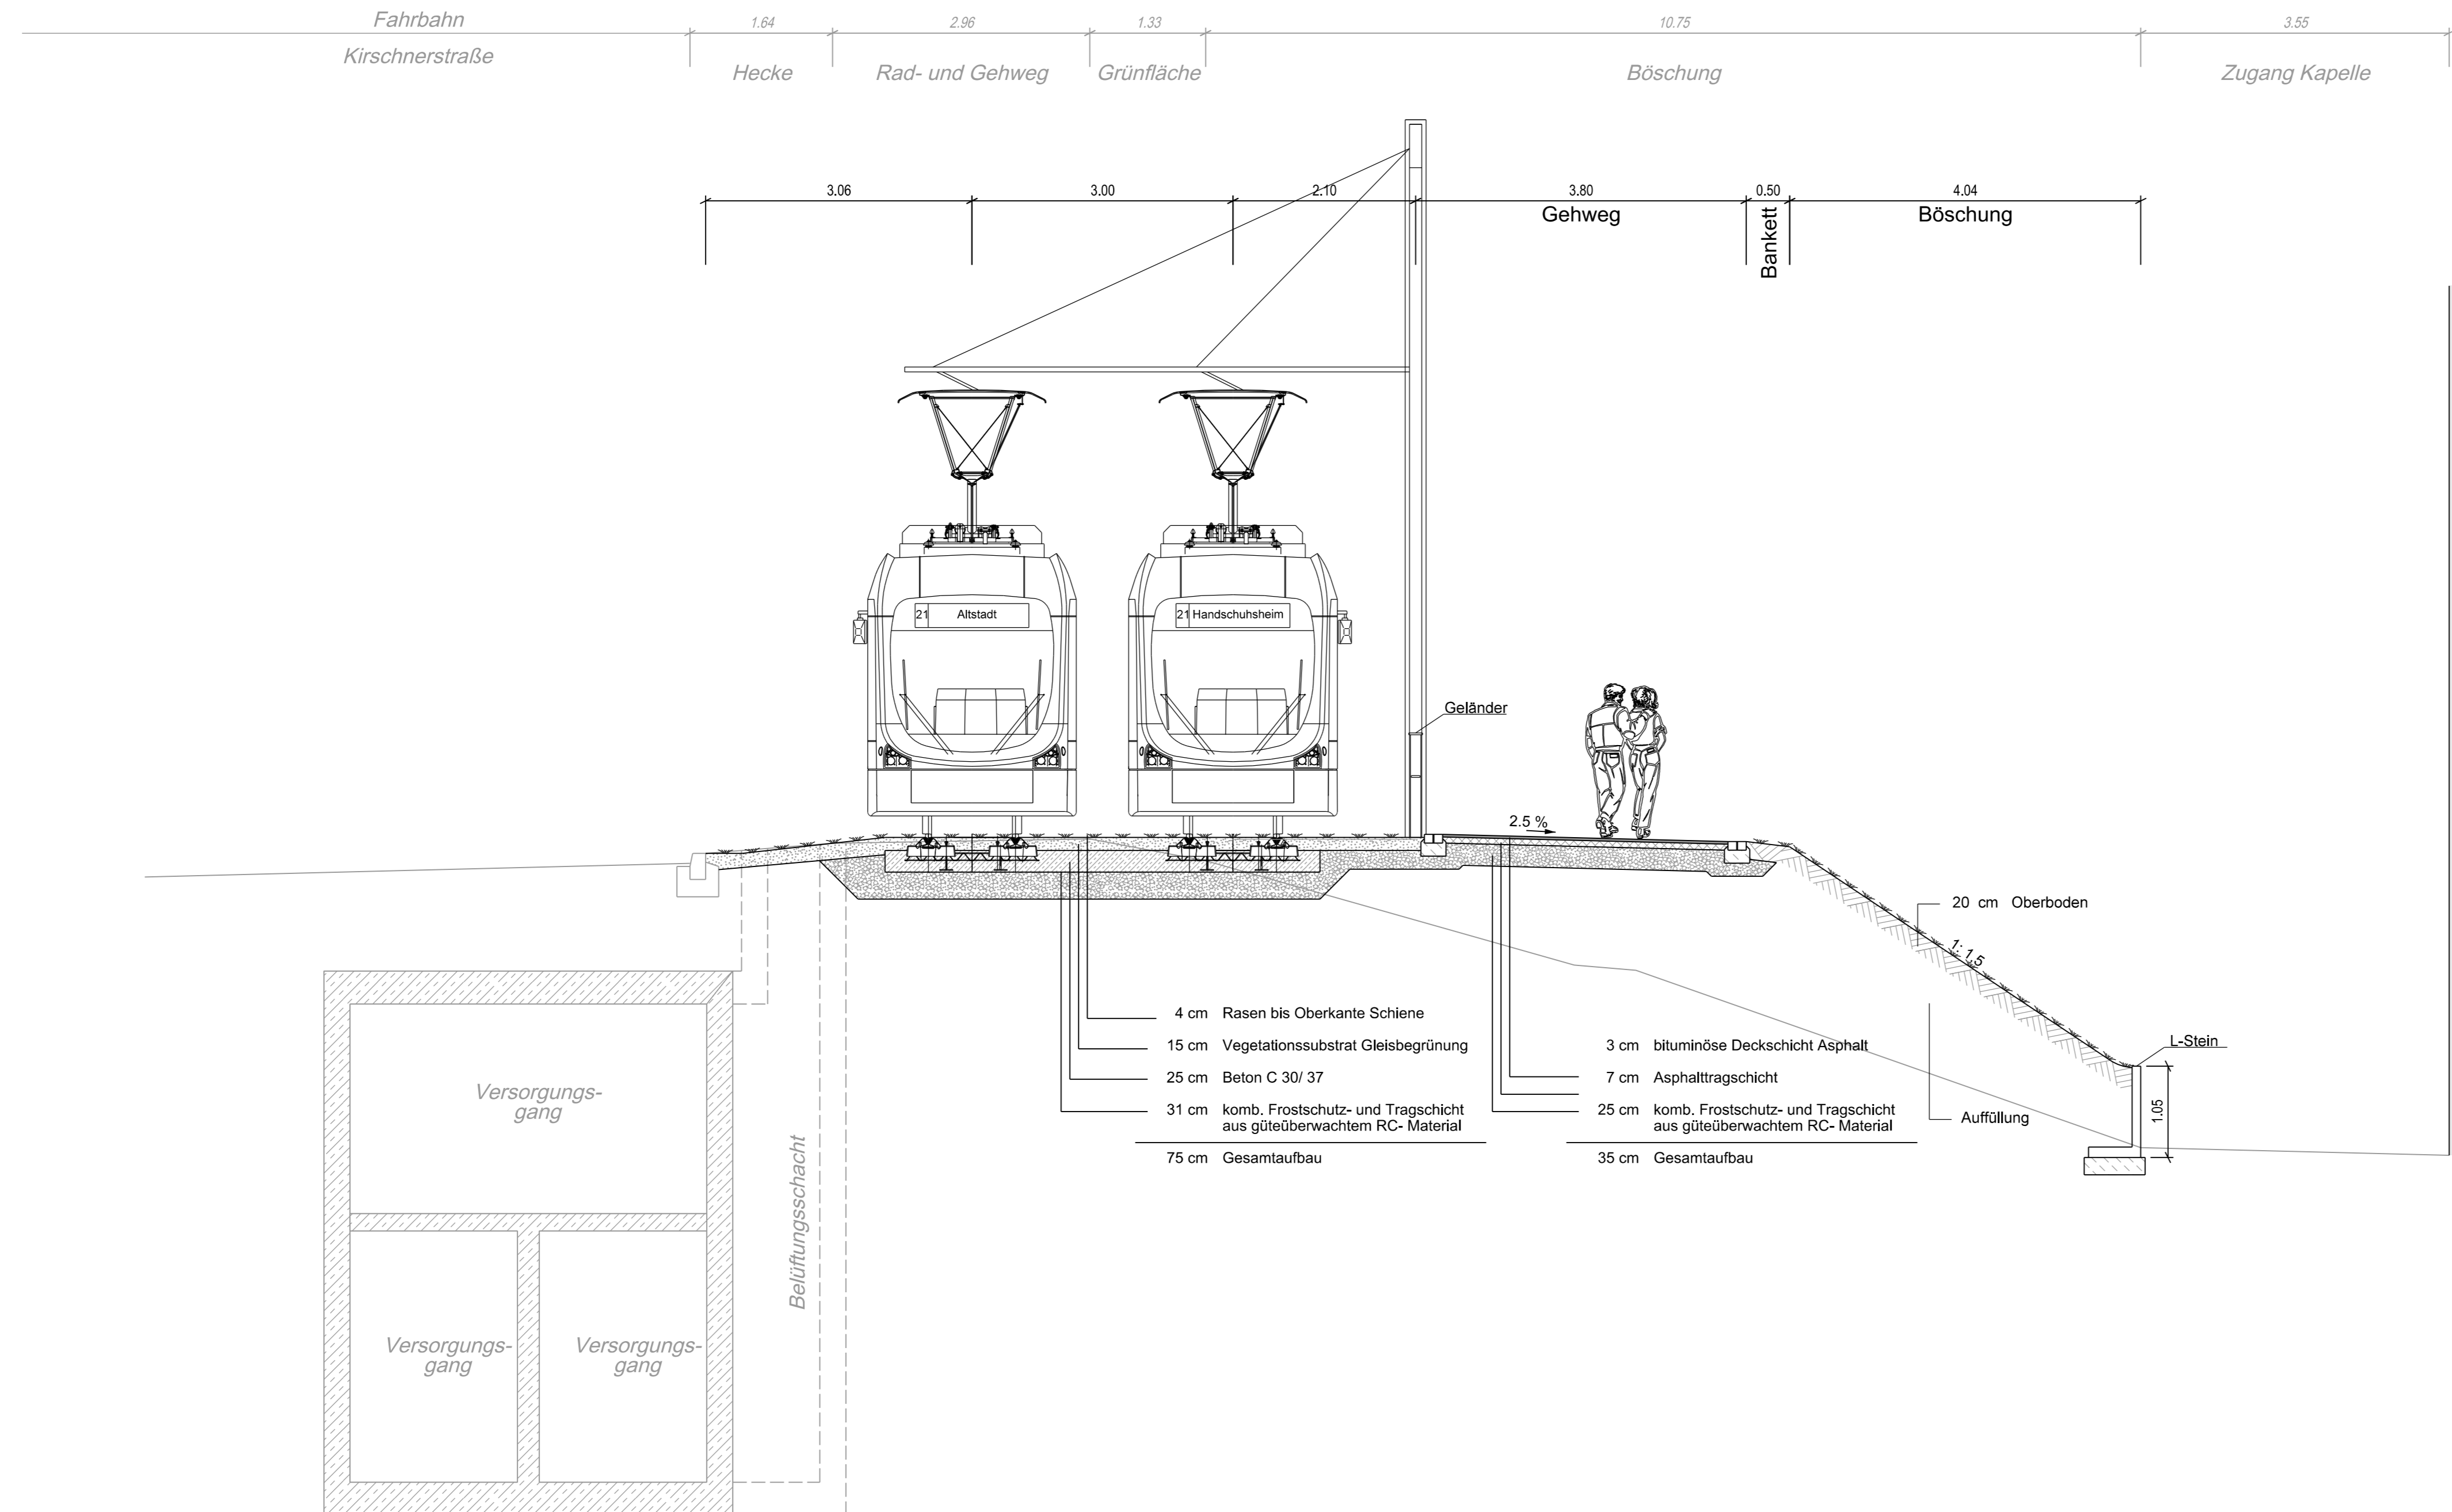 Fahrbahn
Kirschnerstraße
1.64
Hecke
2.96
Rad- und Gehweg
1.33
Grünfläche
10.75
Böschung
3.55
Zugang Kapelle
3.06
3.00
2.10
3.80
Gehweg
0.50
Bankett
4.04
Böschung
21 Altstadt
21 Handschuhsheim
Geländer
2.5 %
20 cm Oberboden
1: 1,5
4 cm Rasen bis Oberkante Schiene
15 cm Vegetationssubstrat Gleisbegrünung
25 cm Beton C 30/ 37
31 cm komb. Frostschutz- und Tragschicht
aus güteüberwachtem RC- Material
75 cm Gesamtaufbau
3 cm bituminöse Deckschicht Asphalt
7 cm Asphalttragschicht
25 cm komb. Frostschutz- und Tragschicht
aus güteüberwachtem RC- Material
35 cm Gesamtaufbau
Auffüllung
L-Stein
1.05
Versorgungs-
gang
Belüftungsschacht
Versorgungs-
gang
Versorgungs-
gang